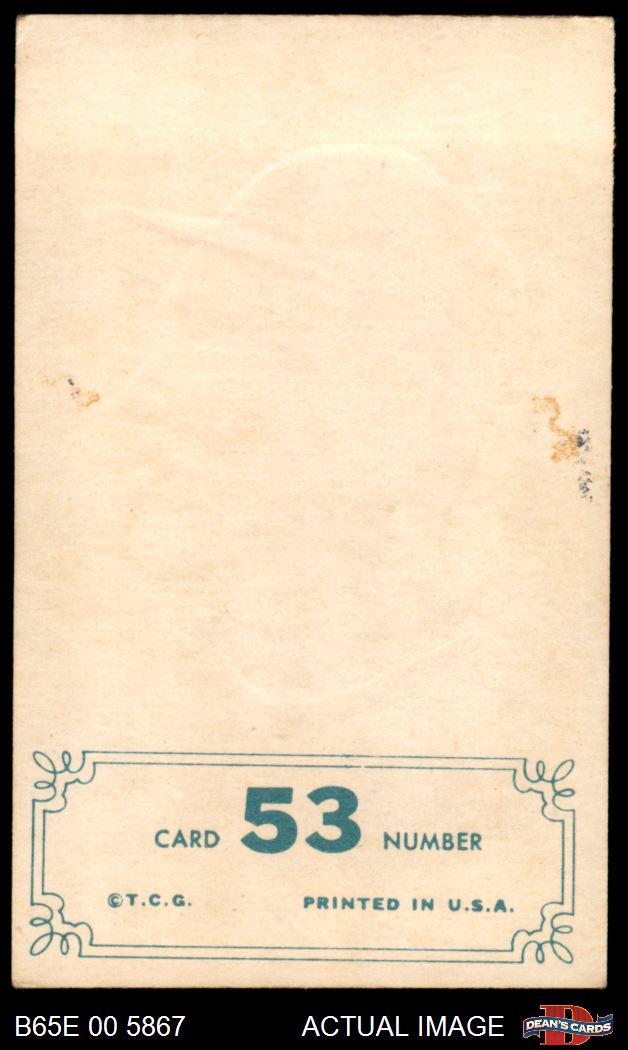 CARD 53 NUMBER
©T.C.G. PRINTED IN U.S.A.
B65E 00 5867 ACTUAL IMAGE DEAN'S CARDS